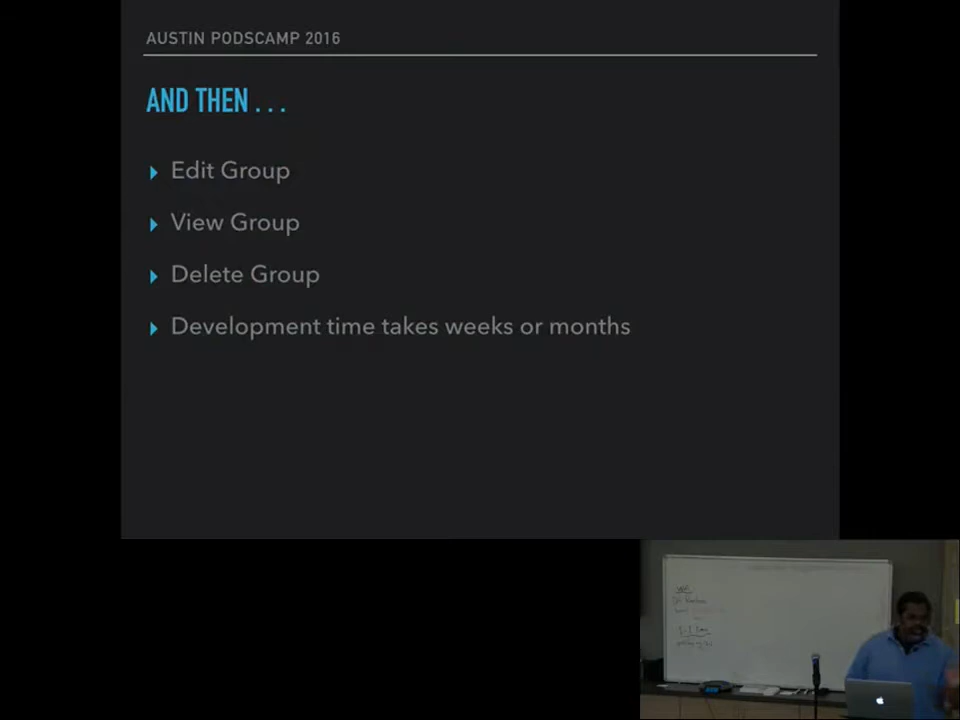 AUSTIN PODSCAMP 2016
AND THEN . . .
Edit Group
View Group
Delete Group
Development time takes weeks or months